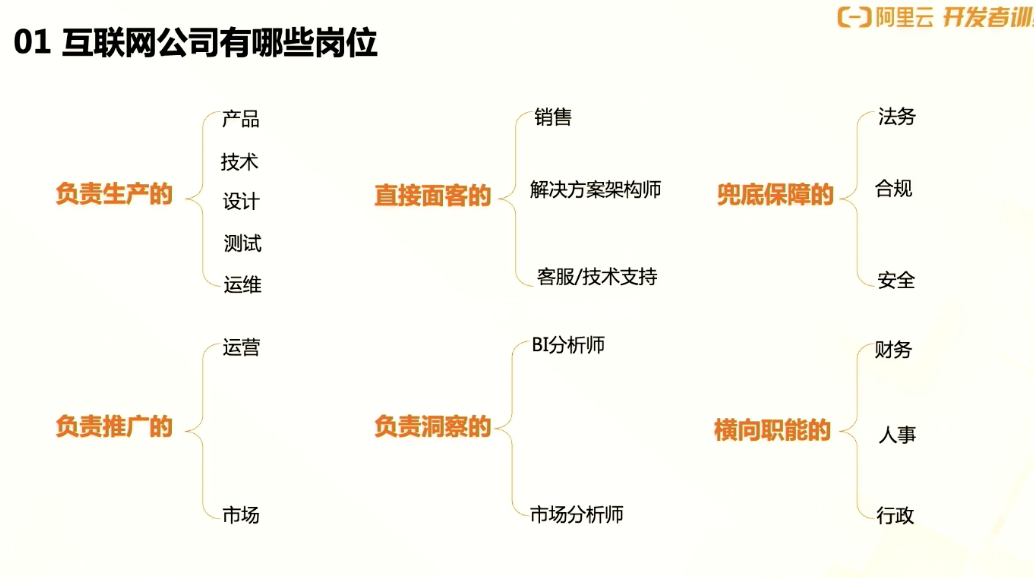 阿里云 开发者训
01 互联网公司有哪些岗位
负责生产的
产品
技术
设计
测试
运维
直接面客的
销售
解决方案架构师
客服/技术支持
兜底保障的
法务
合规
安全
负责推广的
运营
市场
负责洞察的
BI分析师
市场分析师
横向职能的
财务
人事
行政